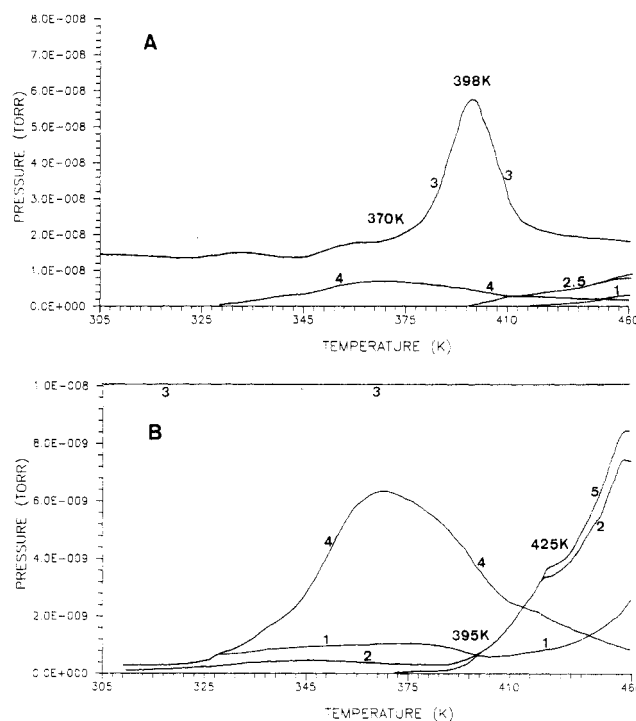 8.0E-008
A
7.0E-008
398K
6.0E-008
PRESSURE (TORR)
5.0E-008
4.0E-008
3 3
3.0E-008
370K
2.0E-008
1.0E-008
4 4 2.5
1
0.0E+000
305 325 345 375 410 460
TEMPERATURE (K)
1.0E-008
3 3
B
8.0E-009
PRESSURE (TORR)
6.0E-009
5
425K 2
4 4
4.0E-009
2.0E-009
395K
1 1
2
0.0E+000
305 325 345 375 410 46
TEMPERATURE (K)